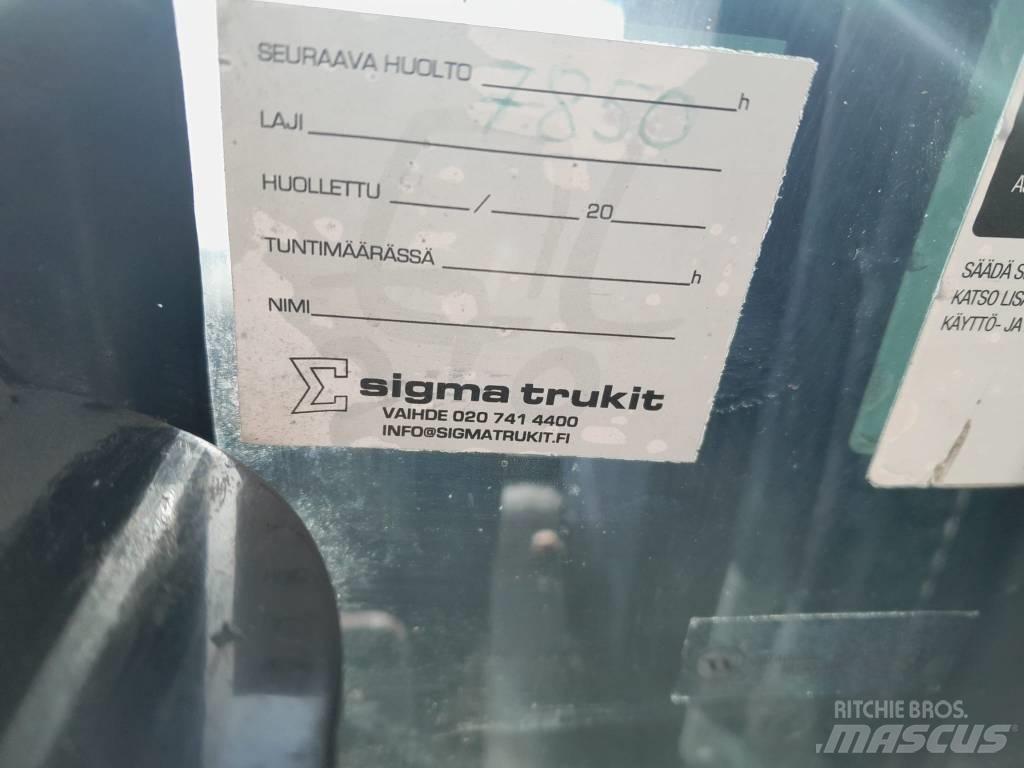 SEURAAVA HUOLTO 7850 h
LAJI
HUOLLETTU / 20
TUNTIMÄÄRÄSSÄ h
NIMI
sigma trukit
VAIHDE 020 741 4400
INFO@SIGMATRUKIT.FI
SÄÄDÄ
KATSO
KÄYTTÖ- JA
RITCHIE BROS.
MASCUS